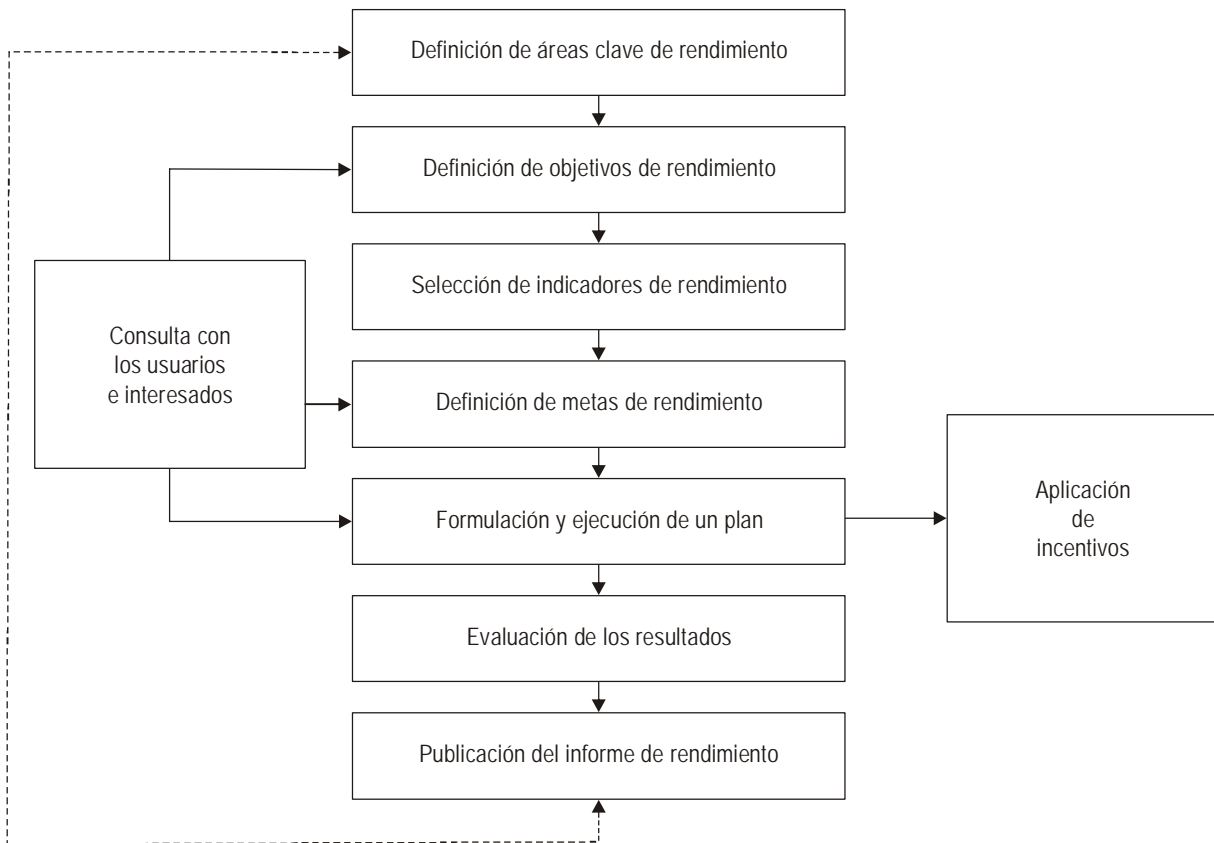 Definición de áreas clave de rendimiento
Definición de objetivos de rendimiento
Selección de indicadores de rendimiento
Consulta con
los usuarios
e interesados
Definición de metas de rendimiento
Formulación y ejecución de un plan
Aplicación
de
incentivos
Evaluación de los resultados
Publicación del informe de rendimiento